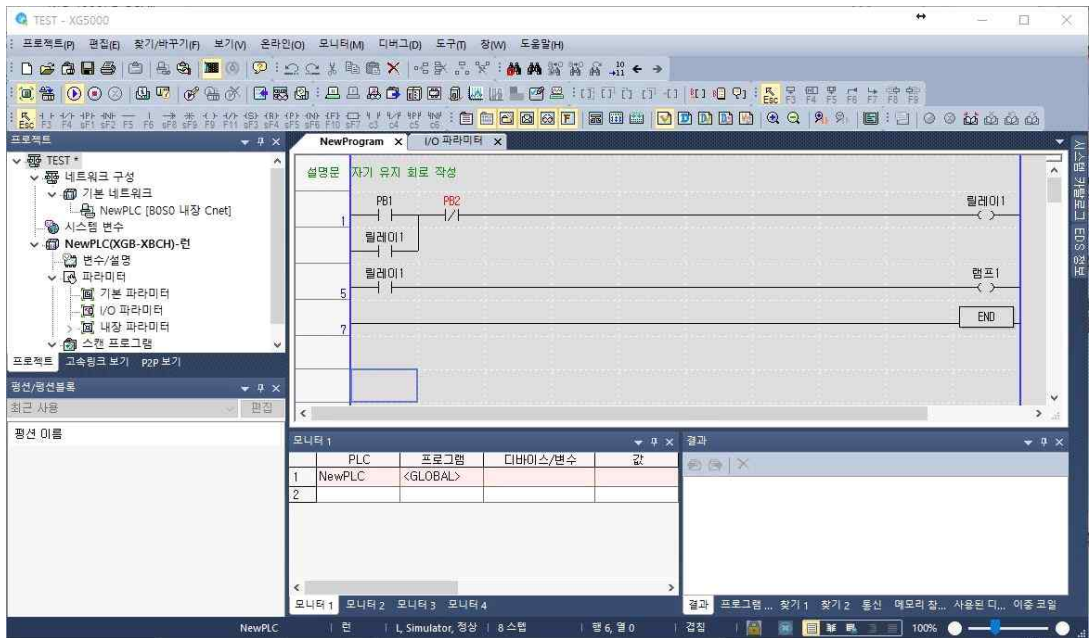 TEST - XG5000
프로젝트(P) 편집(E) 찾기/바꾸기(F) 보기(V) 온라인(O) 모니터(M) 디버그(D) 도구(T) 창(W) 도움말(H)
프로젝트
NewProgram × I/O 파라미터 ×
TEST *
네트워크 구성
기본 네트워크
NewPLC [B0S0 내장 Cnet]
시스템 변수
NewPLC(XGB-XBCH)-런
변수/설명
파라미터
기본 파라미터
I/O 파라미터
내장 파라미터
스캔 프로그램
프로젝트 고속링크 보기 P2P 보기
설명문 자기 유지 회로 작성
PB1 PB2 릴레이1
1
릴레이1
릴레이1 램프1
5
END
7
시스템 카탈로그 EDS 정보
펑션/펑션블록
최근 사용 편집
펑션 이름
모니터 1
PLC 프로그램 디바이스/변수 값
1 NewPLC <GLOBAL>
2
모니터 1 모니터 2 모니터 3 모니터 4
결과
결과 프로그램 ... 찾기 1 찾기 2 통신 메모리 참... 사용된 디... 이중 코일
NewPLC 런 L, Simulator, 정상 8 스텝 행 6, 열 0 겹침 100%